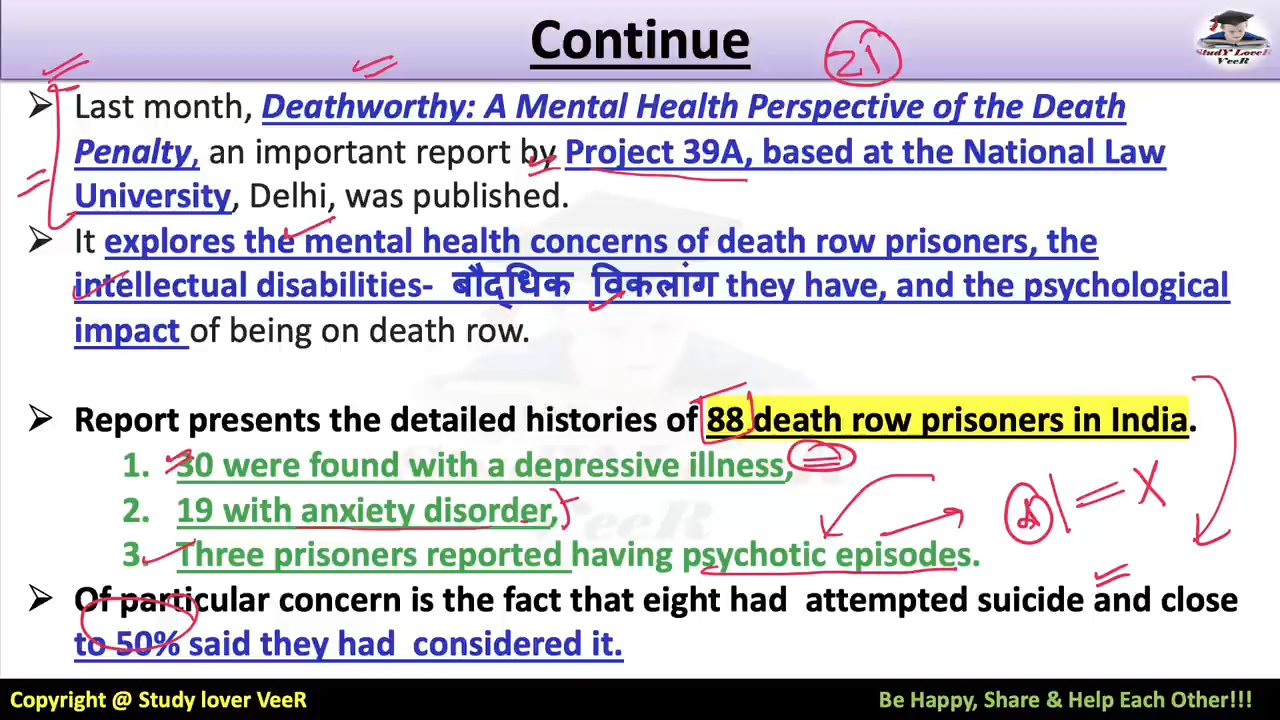 Continue
21
StudY LoveR
VeeR
➤ Last month, Deathworthy: A Mental Health Perspective of the Death
Penalty, an important report by Project 39A, based at the National Law
University, Delhi, was published.
➤ It explores the mental health concerns of death row prisoners, the
intellectual disabilities- बौद्धिक विकलांग they have, and the psychological
impact of being on death row.
➤ Report presents the detailed histories of 88 death row prisoners in India.
1. 30 were found with a depressive illness,
2. 19 with anxiety disorder,
3. Three prisoners reported having psychotic episodes.
➤ Of particular concern is the fact that eight had attempted suicide and close
to 50% said they had considered it.
Copyright @ Study lover VeeR
Be Happy, Share & Help Each Other!!!